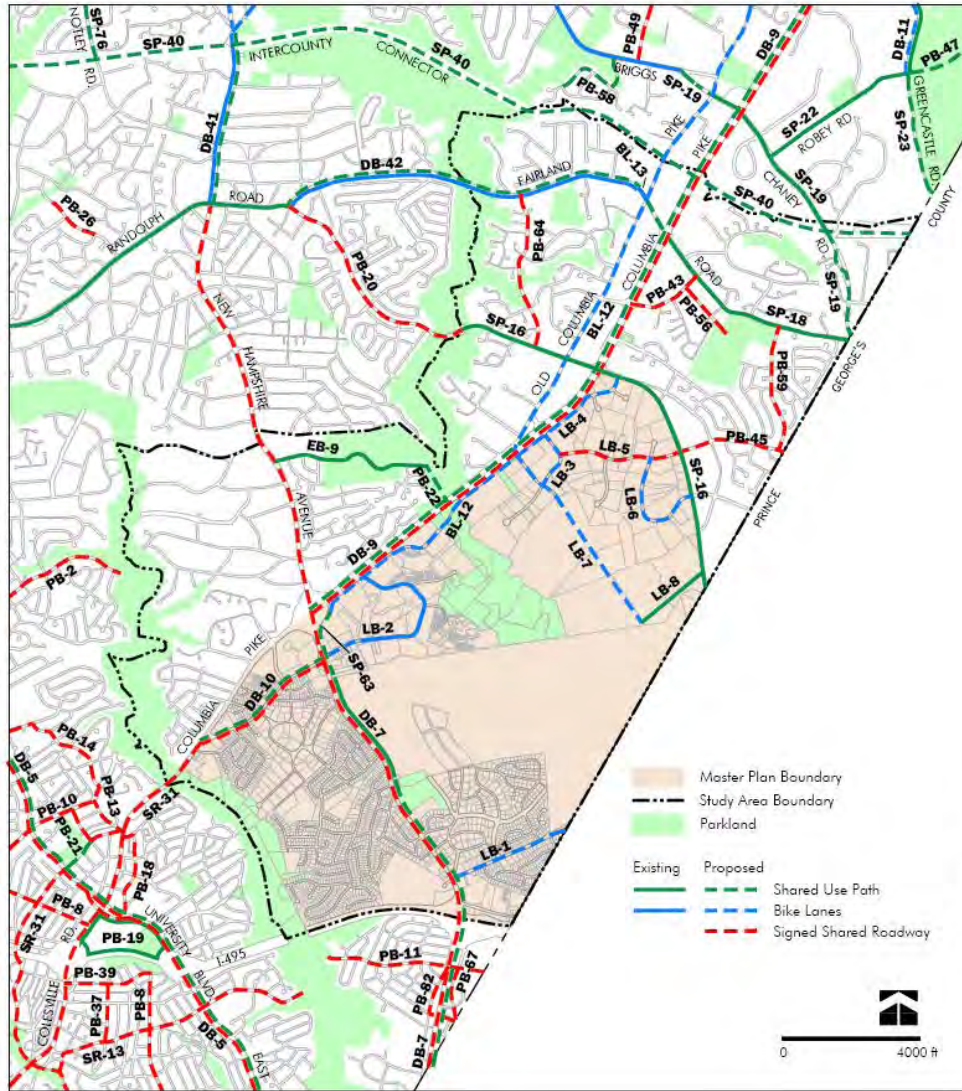 NOTLEY RD.
SP-76
SP-40
INTERCOUNTY CONNECTOR
SP-40
PB-49
BRIGGS
SP-19
DB-9
DB-11
PB-47
GREENCASTLE RD.
SP-23
PB-58
SP-22
ROBEY RD
DB-41
DB-42
FAIRLAND
BL-13
PIKE
PIKE
SP-19
CHANEY
SP-40
RD.
COUNTY
PB-26
RANDOLPH
ROAD
PB-20
PB-64
COLUMBIA
ROAD
PB-43
PB-56
SP-19
SP-18
NEW
SP-16
COLUMBIA
BL-12
OLD
PB-59
GEORGE'S
HAMPSHIRE
LB-4
LB-5
PB-45
EB-9
LB-3
SP-16
PB-22
LB-6
PRINCE
AVENUE
BL-12
DB-9
LB-7
PB-2
LB-8
LB-2
PIKE
SP-63
DB-10
COLUMBIA
DB-7
PB-14
DB-5
PB-10
PB-13
SR-31
PB-21
LB-1
PB-18
PB-8
SR-31
RD.
UNIVERSITY
PB-19
I-495
BLVD
PB-11
PB-67
PB-82
PB-39
PB-37
PB-8
COLESVILLE
SR-13
DB-5
EAST
DB-7
Master Plan Boundary
Study Area Boundary
Parkland
Existing Proposed
Shared Use Path
Bike Lanes
Signed Shared Roadway
0 4000 ft